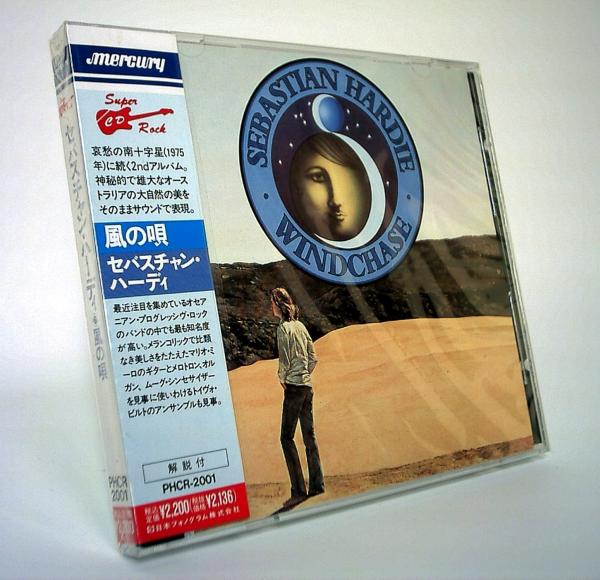 mercury
Super
CD
Rock
哀愁の南十字星(1975
年)に続く2ndアルバム。
神秘的で雄大なオース
トラリアの大自然の美を
そのままサウンドで表現。
風の唄
セバスチャン・
ハーディ
最近注目を集めているオセア
ニアン・プログレッシヴ・ロック
のバンドの中でも最も知名度
が高い。メランコリックで比類
なき美しさをたたえたマリオ・ミ
ーロのギターとメロトロン、オル
ガン、ムーグ・シンセサイザー
を見事に使いわけるトイヴォ・
ピルトのアンサンブルも見事。
解説付
PHCR-2001
税込
定価
¥2,200
(税抜
価格
¥2,136)
日本フォノグラム株式会社
セバスチャン・ハーディ
風の唄
PHCR
2001
SEBASTIAN HARDIE
· WINDCHASE ·